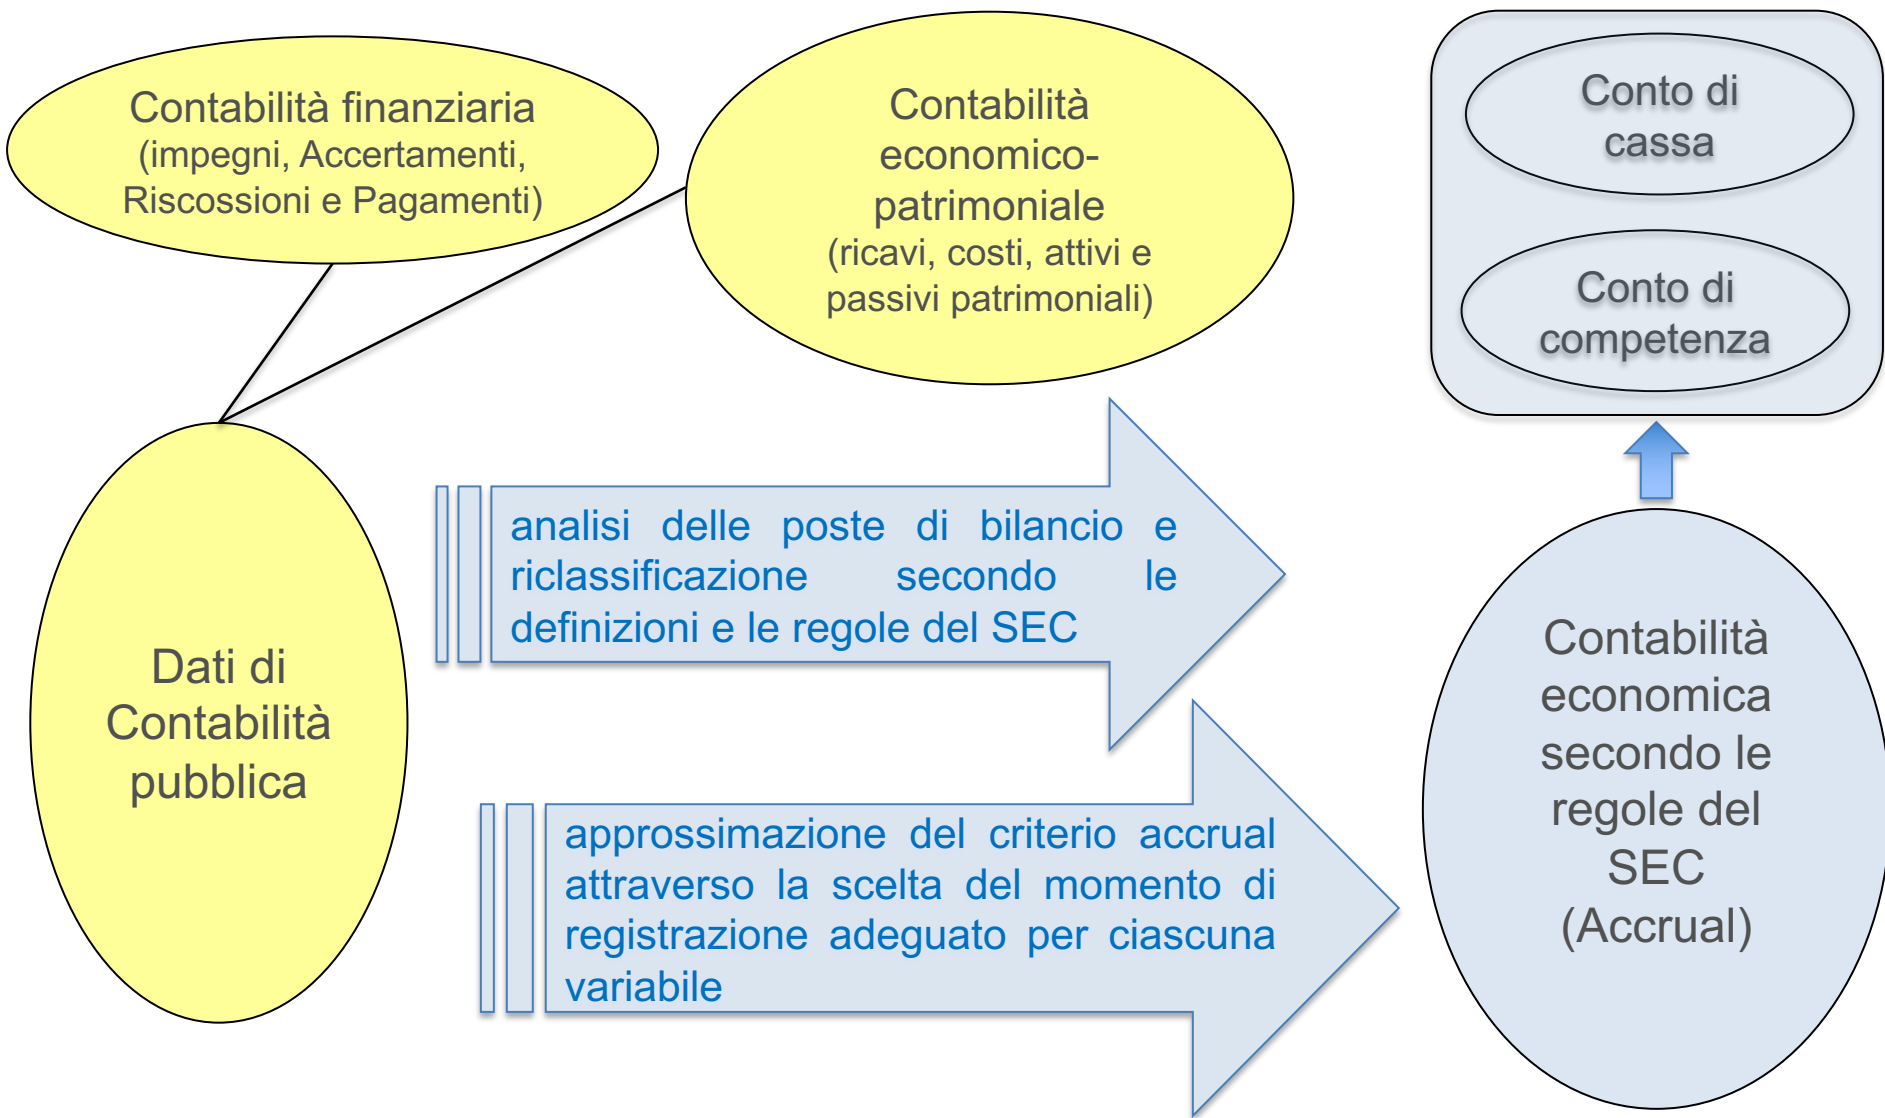 Contabilità finanziaria
(impegni, Accertamenti,
Riscossioni e Pagamenti)
Contabilità
economico-
patrimoniale
(ricavi, costi, attivi e
passivi patrimoniali)
Conto di
cassa
Conto di
competenza
Dati di
Contabilità
pubblica
analisi delle poste di bilancio e
riclassificazione secondo le
definizioni e le regole del SEC
approssimazione del criterio accrual
attraverso la scelta del momento di
registrazione adeguato per ciascuna
variabile
Contabilità
economica
secondo le
regole del
SEC
(Accrual)